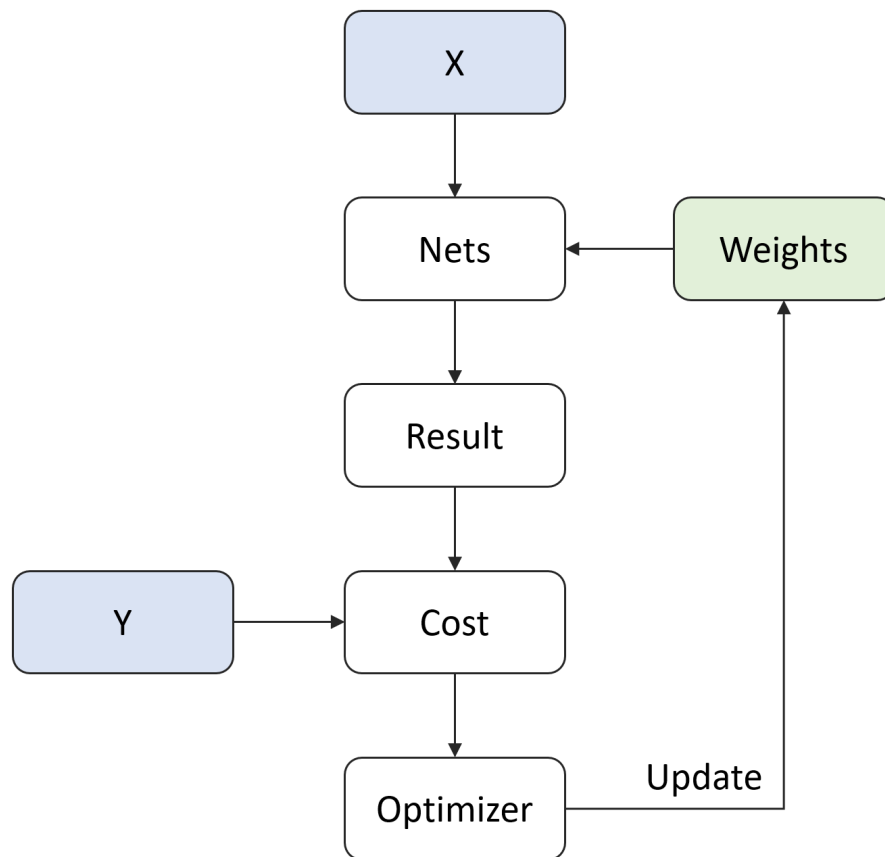 X
Nets
Weights
Result
Y
Cost
Update
Optimizer